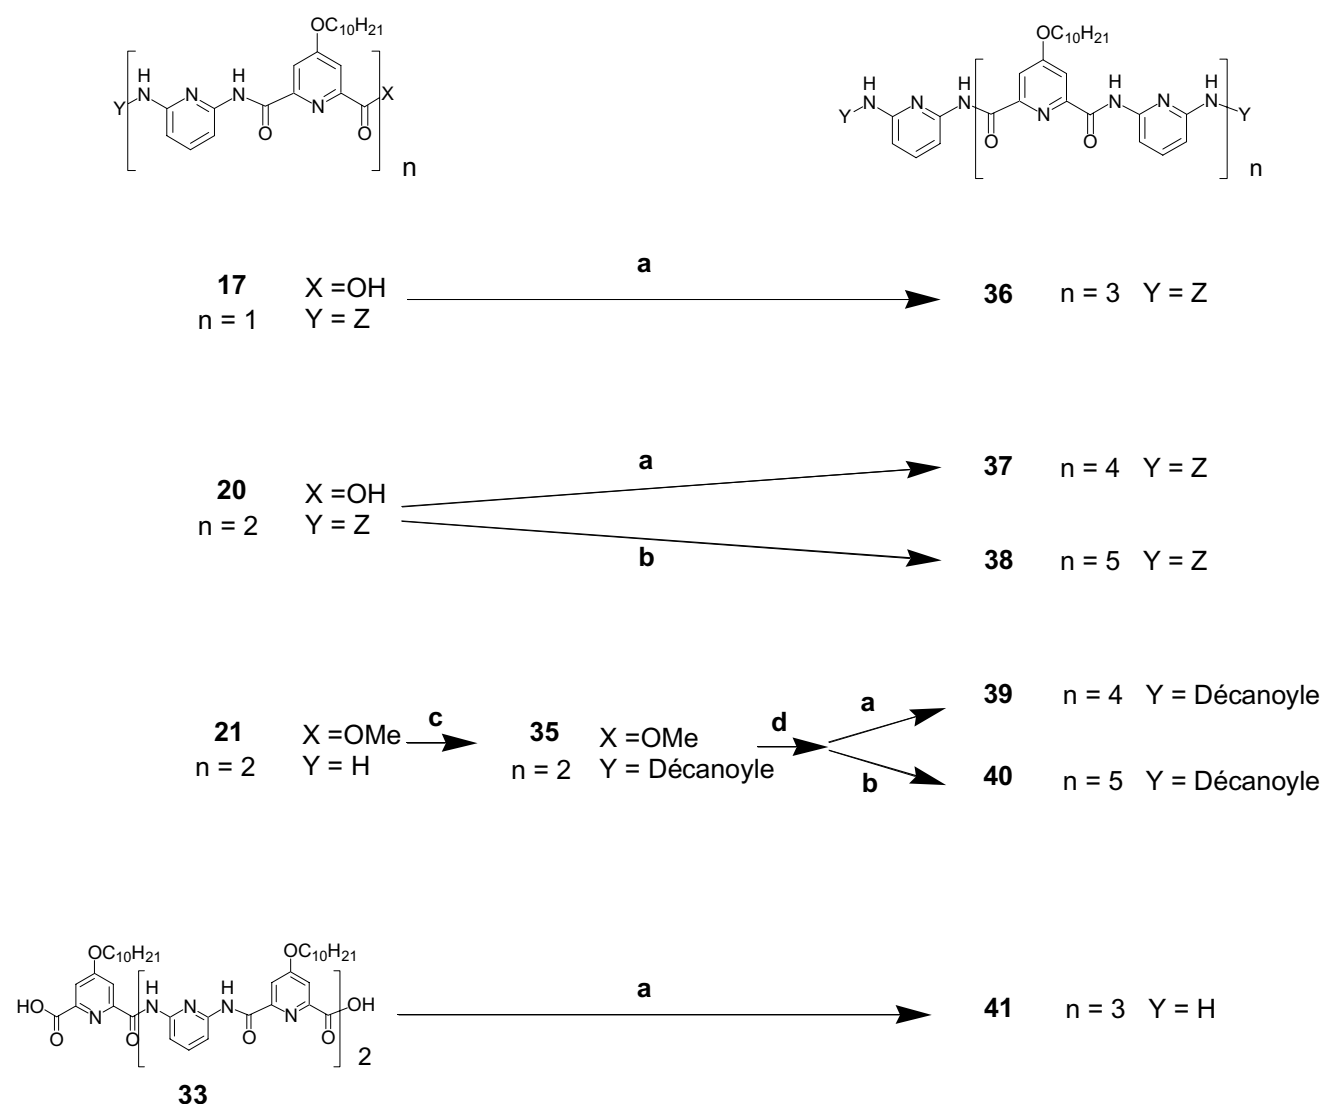 OC10H21
OC10H21
Y
H
N
N
H
N
O
N
O
X
n
Y
H
N
N
H
N
O
N
O
H
N
N
H
N
Y
n
a
17 X =OH
n = 1 Y = Z
36 n = 3 Y = Z
20 X =OH
n = 2 Y = Z
a
b
37 n = 4 Y = Z
38 n = 5 Y = Z
21 X =OMe
n = 2 Y = H
c
35 X =OMe
n = 2 Y = Décanoyle
d
a
b
39 n = 4 Y = Décanoyle
40 n = 5 Y = Décanoyle
OC10H21
OC10H21
HO
O
N
O
H
N
N
H
N
O
N
O
OH
2
33
a
41 n = 3 Y = H